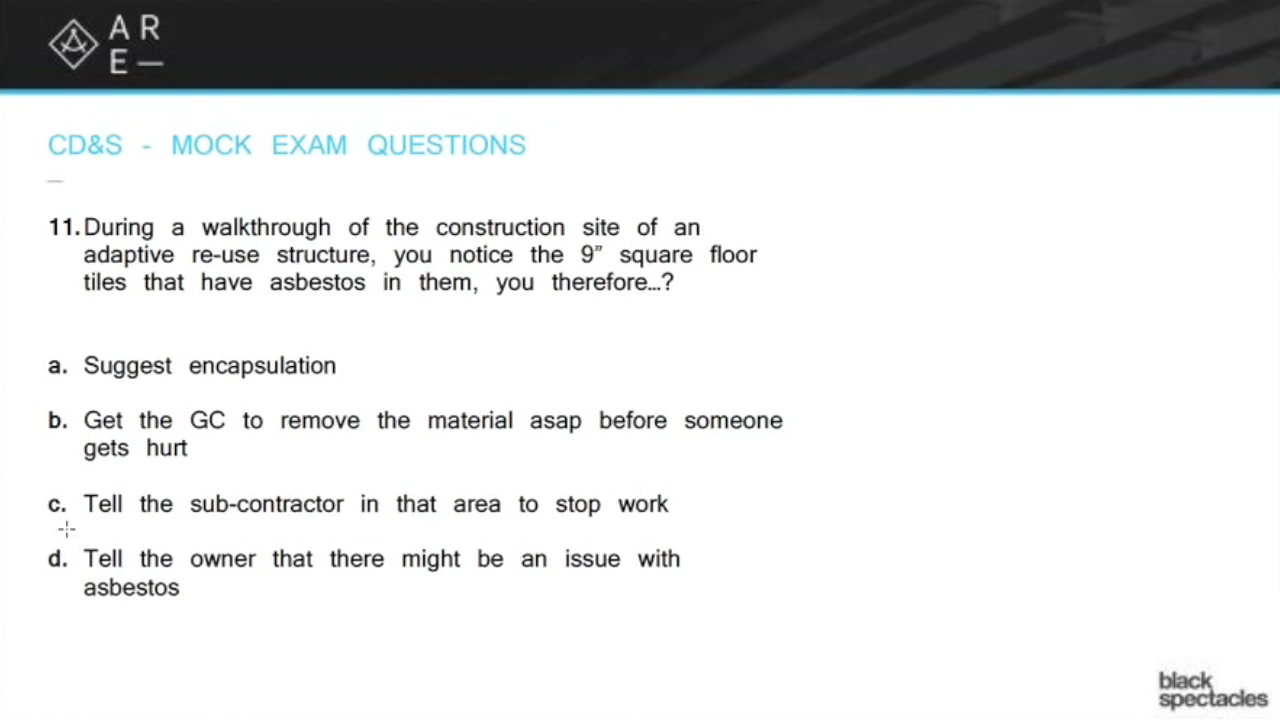 A R
E —
CD&S - MOCK EXAM QUESTIONS
11. During a walkthrough of the construction site of an
adaptive re-use structure, you notice the 9” square floor
tiles that have asbestos in them, you therefore...?
a. Suggest encapsulation
b. Get the GC to remove the material asap before someone
gets hurt
c. Tell the sub-contractor in that area to stop work
d. Tell the owner that there might be an issue with
asbestos
black
spectacles